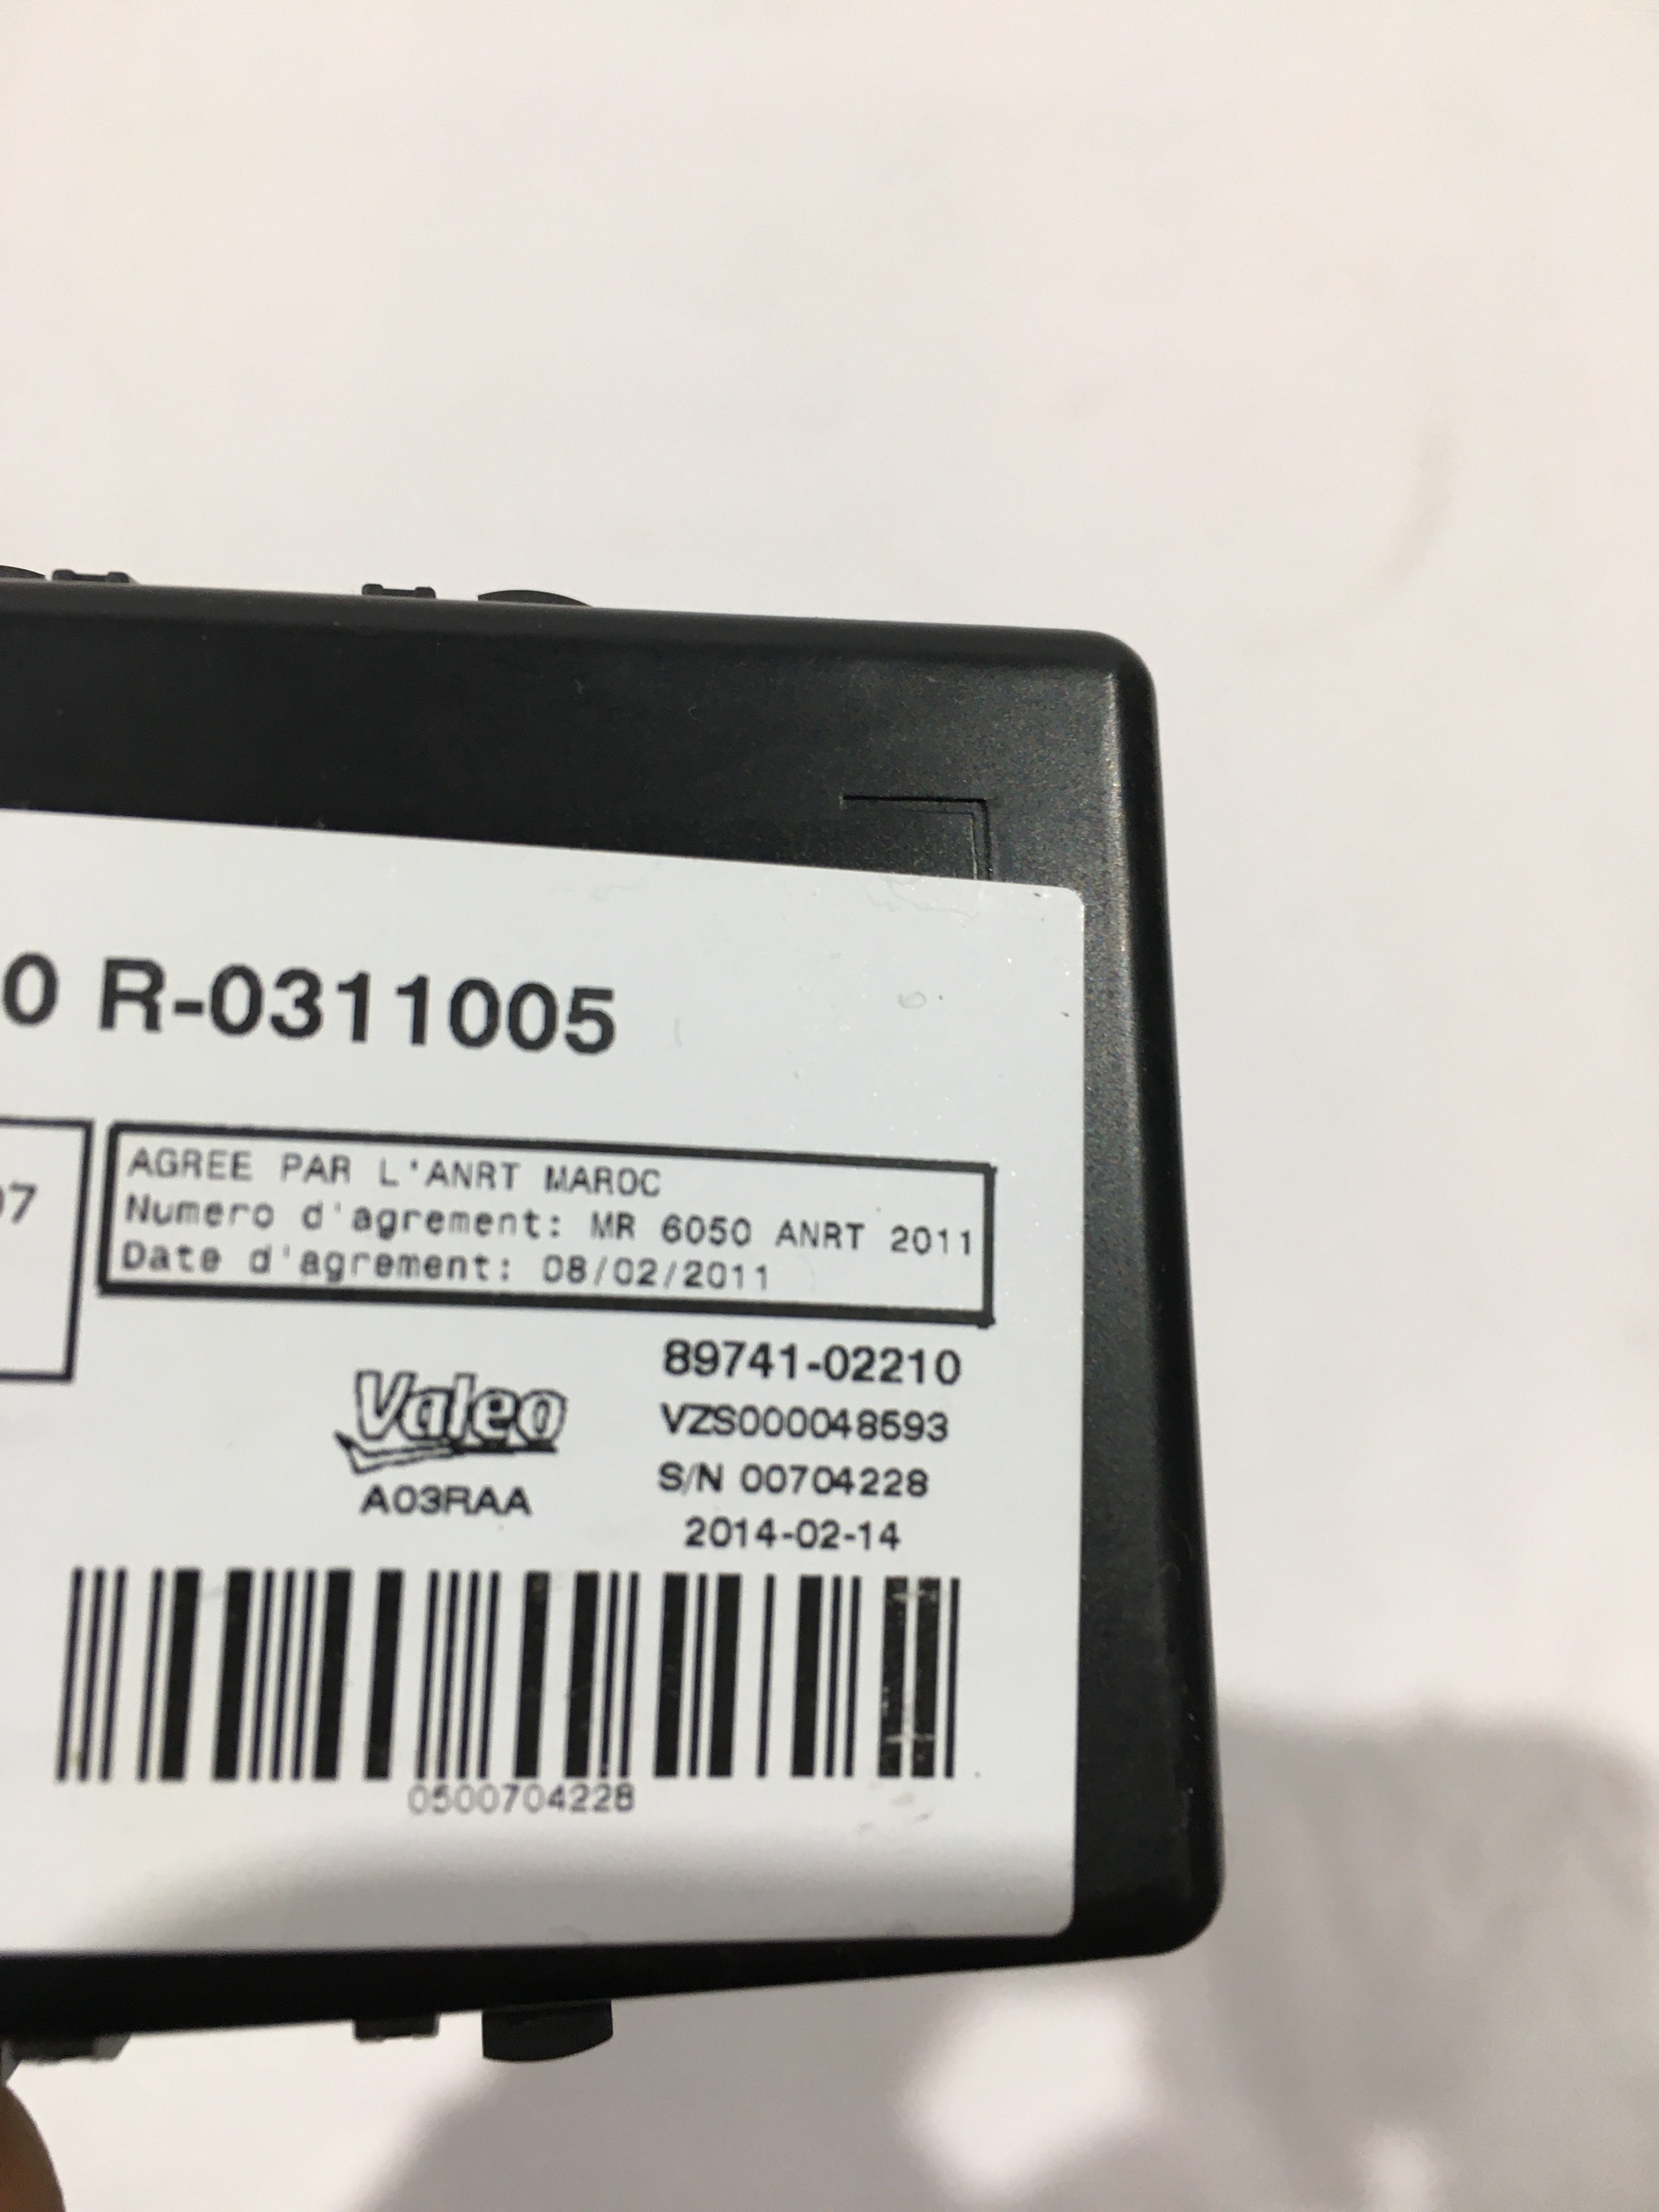 0 R-0311005
07
AGREE PAR L'ANRT MAROC
Numero d'agrement: MR 6050 ANRT 2011
Date d'agrement: 08/02/2011
Valeo
A03RAA
89741-02210
VZS000048593
S/N 00704228
2014-02-14
0500704228